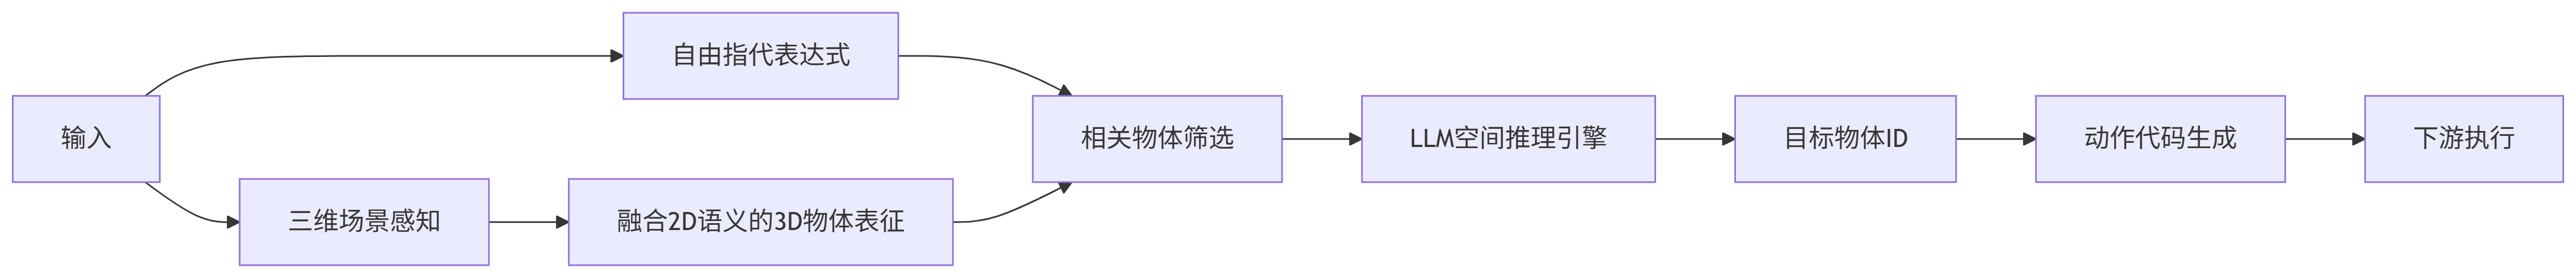 输入
自由指代表达式
三维场景感知
融合2D语义的3D物体表征
相关物体筛选
LLM空间推理引擎
目标物体ID
动作代码生成
下游执行